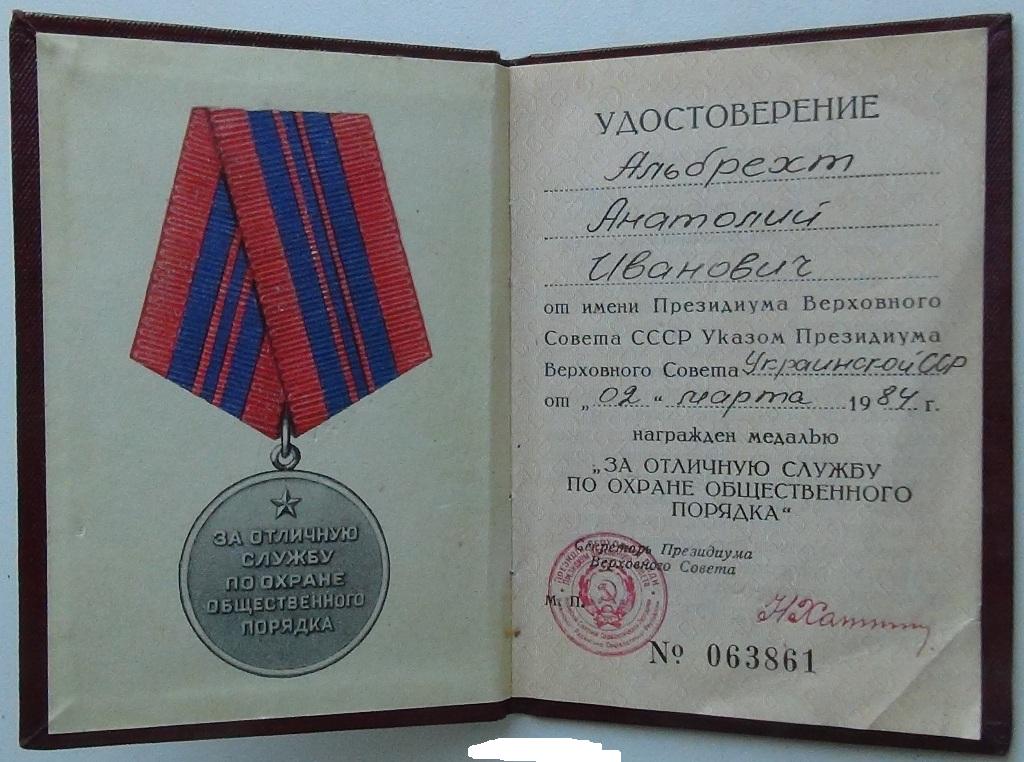 ЗА ОТЛИЧНУЮ
СЛУЖБУ
ПО ОХРАНЕ
ОБЩЕСТВЕННОГО
ПОРЯДКА
УДОСТОВЕРЕНИЕ
Альбрехт
Анатолий
Иванович
от имени Президиума Верховного
Совета СССР Указом Президиума
Верховного Совета Украинской ССР
от „02“ марта 1984 г.
награжден медалью
„ЗА ОТЛИЧНУЮ СЛУЖБУ
ПО ОХРАНЕ ОБЩЕСТВЕННОГО
ПОРЯДКА“
Секретарь Президиума
Верховного Совета
М. П.
№ 063861